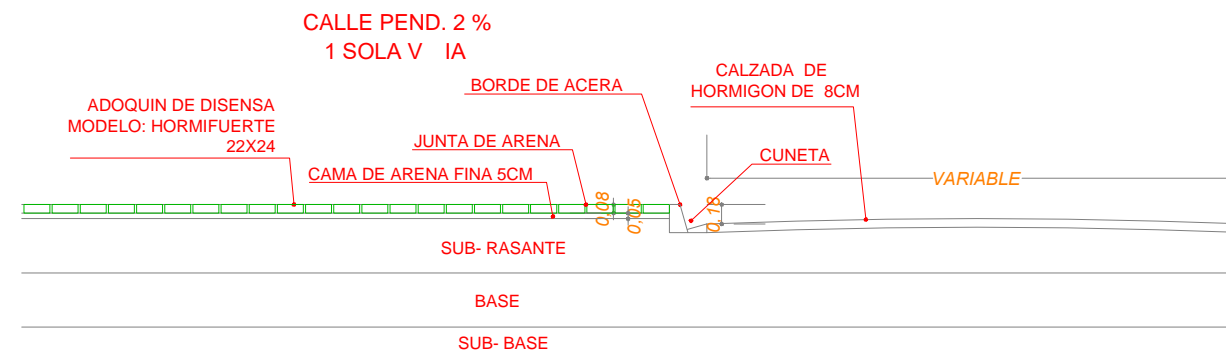 CALLE PEND. 2 %
1 SOLA V IA
ADOQUIN DE DISENSA
MODELO: HORMIFUERTE
22X24
BORDE DE ACERA
CALZADA DE
HORMIGON DE 8CM
JUNTA DE ARENA
CUNETA
CAMA DE ARENA FINA 5CM
VARIABLE
0,08
0,05
0,18
SUB- RASANTE
BASE
SUB- BASE